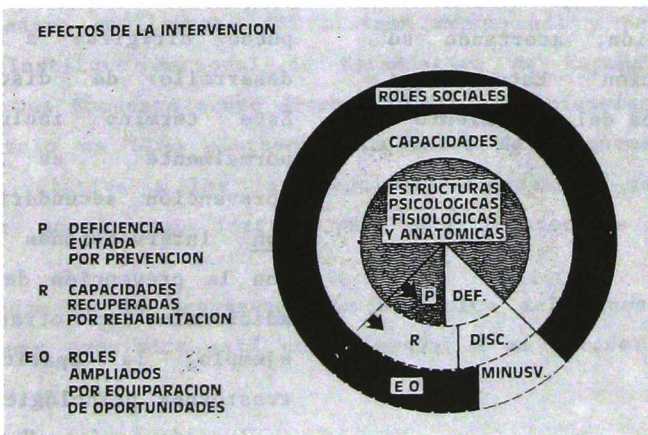 EFECTOS DE LA INTERVENCION
ROLES SOCIALES
CAPACIDADES
ESTRUCTURAS
PSICOLOGICAS
FISIOLOGICAS
Y ANATOMICAS
P DEFICIENCIA
EVITADA
POR PREVENCION
P DEF.
R CAPACIDADES
RECUPERADAS
POR REHABILITACION
R DISC.
MINUSV.
E O ROLES
AMPLIADOS
POR EQUIPARACION
DE OPORTUNIDADES
E O